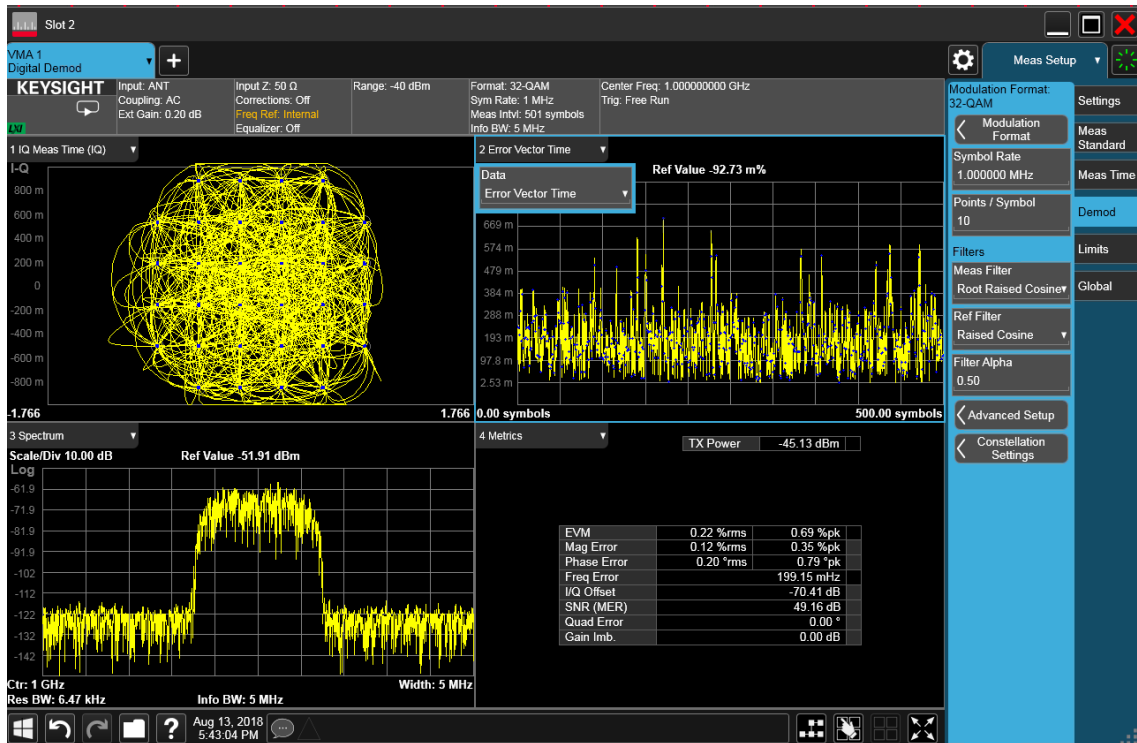 Slot 2
VMA 1
Digital Demod
+
Meas Setup
KEYSIGHT
LXI
Input: ANT
Coupling: AC
Ext Gain: 0.20 dB
Input Z: 50 Ω
Corrections: Off
Freq Ref: Internal
Equalizer: Off
Range: -40 dBm
Format: 32-QAM
Sym Rate: 1 MHz
Meas Intvl: 501 symbols
Info BW: 5 MHz
Center Freq: 1.000000000 GHz
Trig: Free Run
1 IQ Meas Time (IQ)
I-Q
800 m
600 m
400 m
200 m
0
-200 m
-400 m
-600 m
-800 m
-1.766
1.766
2 Error Vector Time
Data
Error Vector Time
Ref Value -92.73 m%
669 m
574 m
479 m
384 m
288 m
193 m
97.8 m
2.53 m
0.00 symbols
500.00 symbols
3 Spectrum
Scale/Div 10.00 dB
Ref Value -51.91 dBm
Log
-61.9
-71.9
-81.9
-91.9
-102
-112
-122
-132
-142
Ctr: 1 GHz
Width: 5 MHz
Res BW: 6.47 kHz
Info BW: 5 MHz
4 Metrics
TX Power -45.13 dBm
EVM 0.22 %rms 0.69 %pk
Mag Error 0.12 %rms 0.35 %pk
Phase Error 0.20 °rms 0.79 °pk
Freq Error 199.15 mHz
I/Q Offset -70.41 dB
SNR (MER) 49.16 dB
Quad Error 0.00 °
Gain Imb. 0.00 dB
Modulation Format:
32-QAM
Modulation
Format
Symbol Rate
1.000000 MHz
Points / Symbol
10
Filters
Meas Filter
Root Raised Cosine
Ref Filter
Raised Cosine
Filter Alpha
0.50
Advanced Setup
Constellation
Settings
Settings
Meas
Standard
Meas Time
Demod
Limits
Global
?
Aug 13, 2018
5:43:04 PM